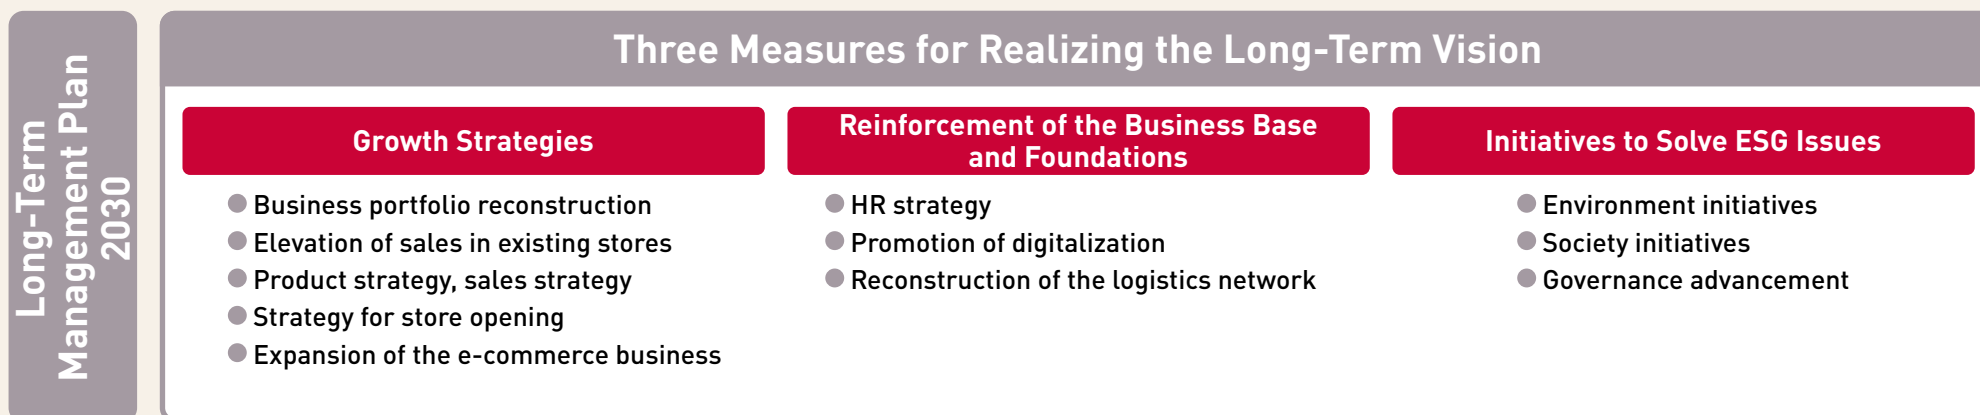 Long-Term
Management Plan
2030
Three Measures for Realizing the Long-Term Vision
Growth Strategies
Business portfolio reconstruction
Elevation of sales in existing stores
Product strategy, sales strategy
Strategy for store opening
Expansion of the e-commerce business
Reinforcement of the Business Base
and Foundations
HR strategy
Promotion of digitalization
Reconstruction of the logistics network
Initiatives to Solve ESG Issues
Environment initiatives
Society initiatives
Governance advancement